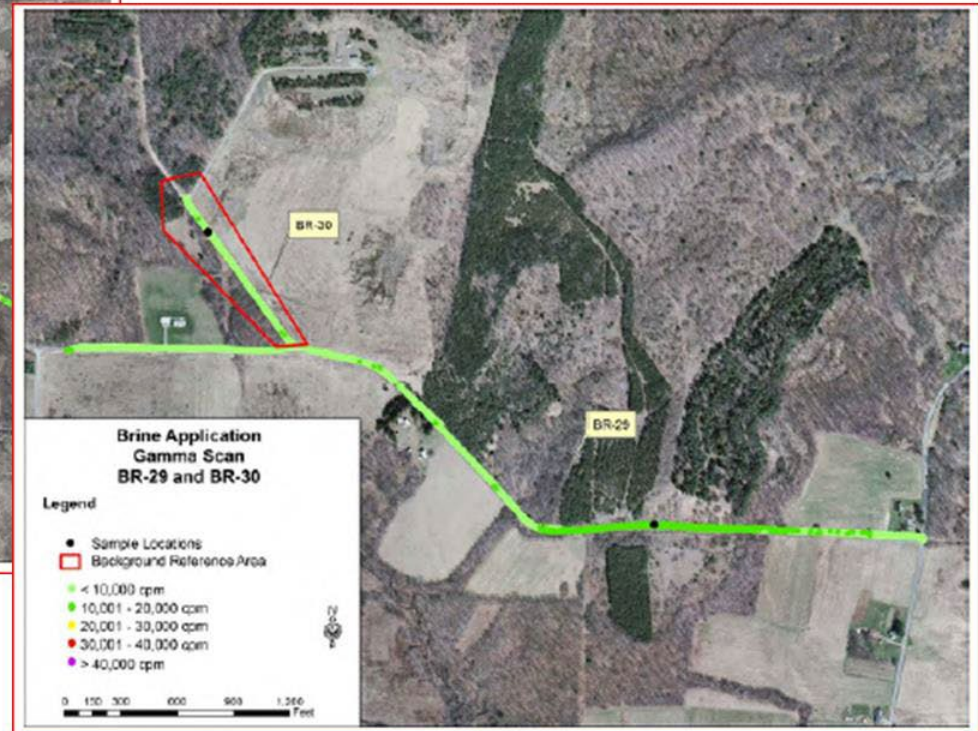 BR-30
BR-29
Brine Application
Gamma Scan
BR-29 and BR-30
Legend
Sample Locations
Background Reference Area
< 10,000 cpm
10,001 - 20,000 cpm
20,001 - 30,000 cpm
30,001 - 40,000 cpm
> 40,000 cpm
0 150 300 600 900 1,200
Feet